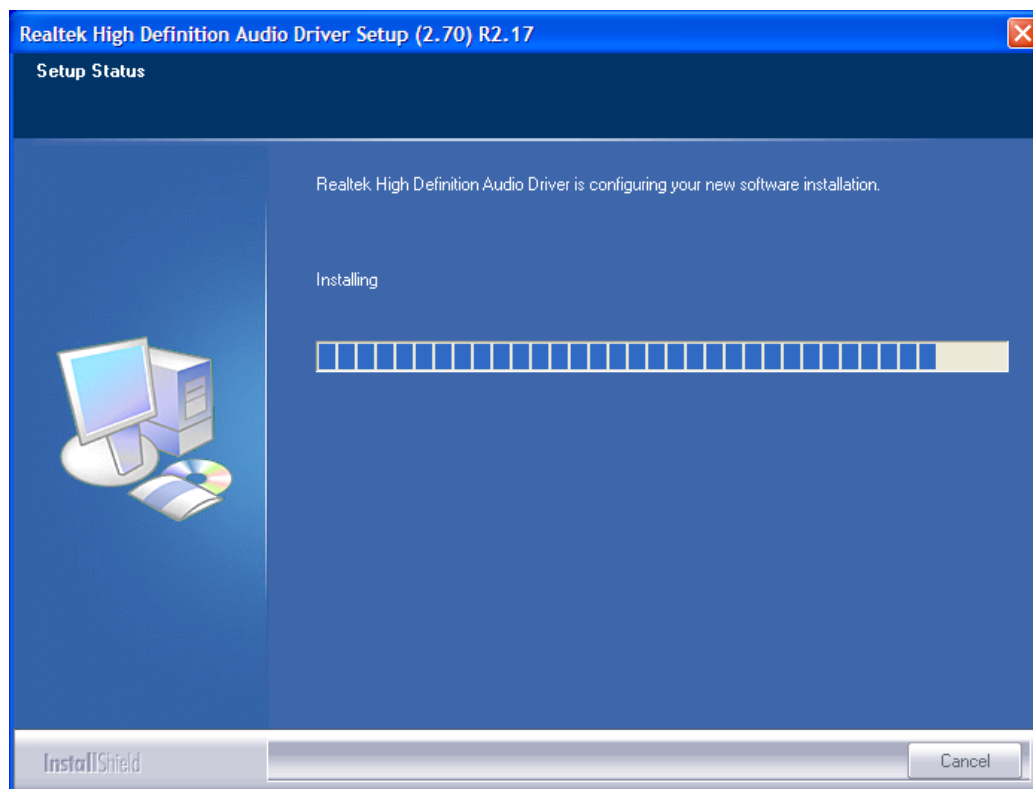 Realtek High Definition Audio Driver Setup (2.70) R2.17
Setup Status
Realtek High Definition Audio Driver is configuring your new software installation.
Installing
InstallShield
Cancel